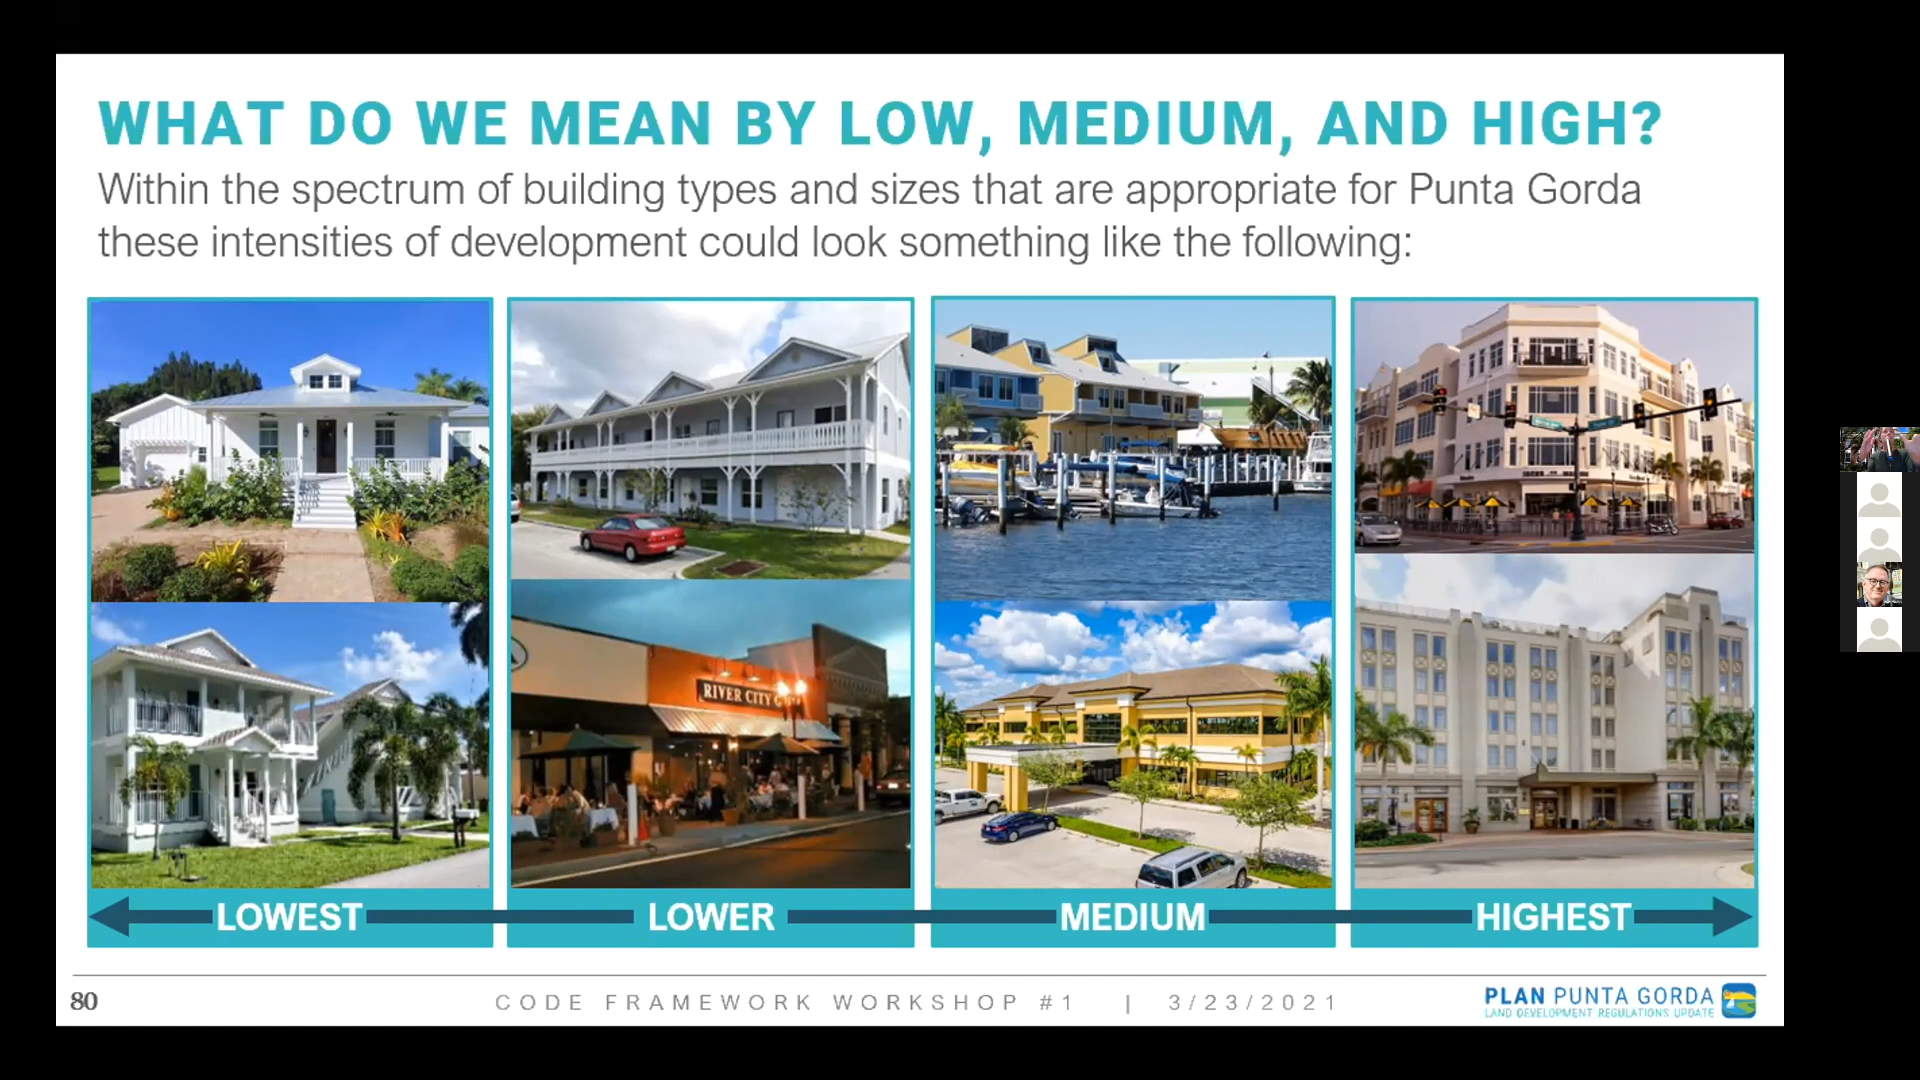 WHAT DO WE MEAN BY LOW, MEDIUM, AND HIGH?
Within the spectrum of building types and sizes that are appropriate for Punta Gorda
these intensities of development could look something like the following:
RIVER CITY
LOWEST
LOWER
MEDIUM
HIGHEST
80
CODE FRAMEWORK WORKSHOP #1 | 3/23/2021
PLAN PUNTA GORDA
LAND DEVELOPMENT REGULATIONS UPDATE